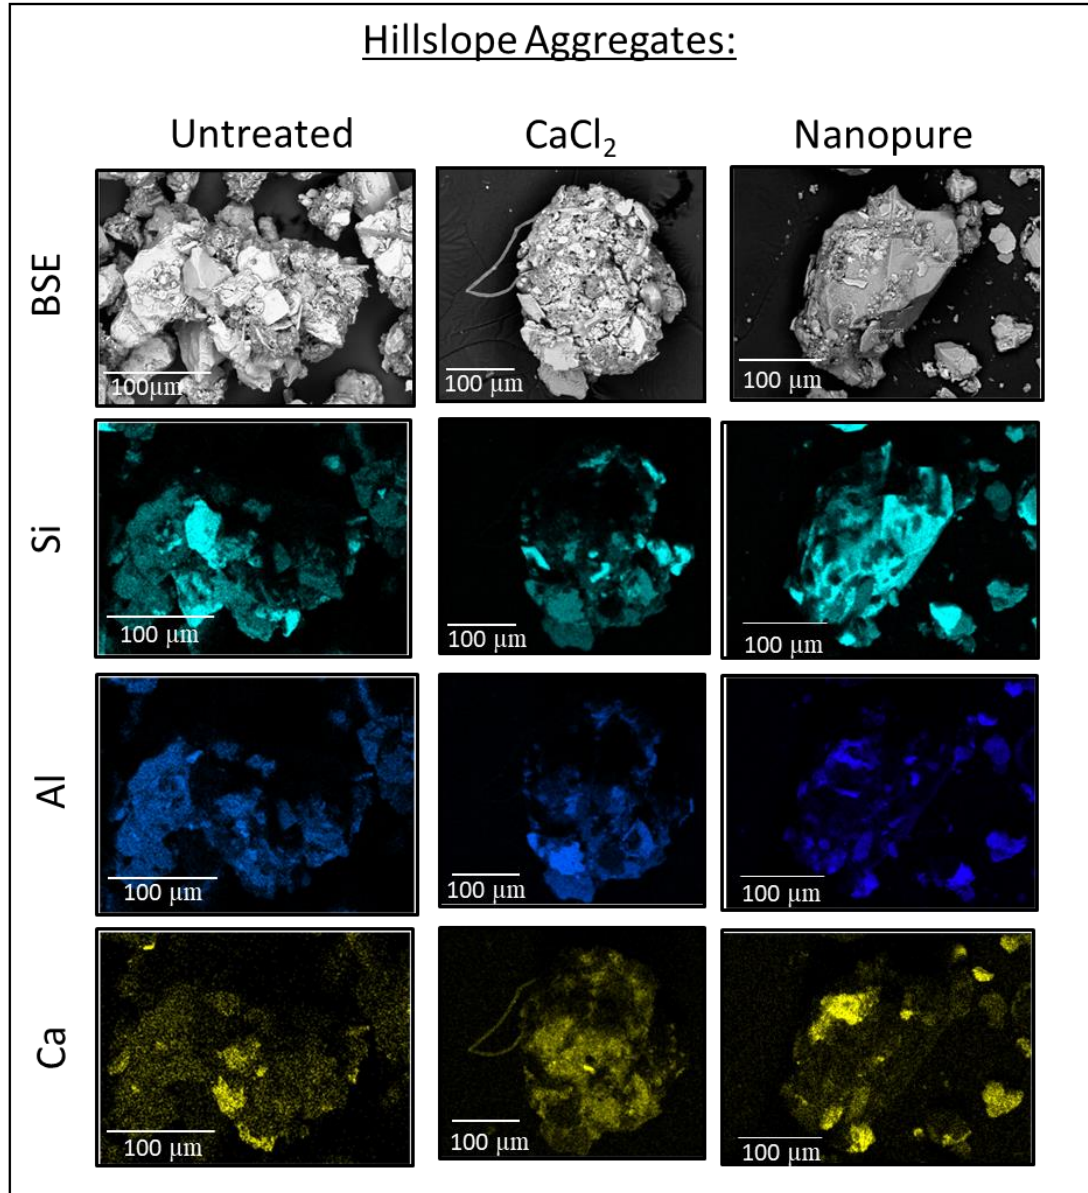 Hillslope Aggregates:
Untreated CaCl₂ Nanopure
BSE
100µm 100 µm 100 µm
Si
100 µm 100 µm 100 µm
Al
100 µm 100 µm 100 µm
Ca
100 µm 100 µm 100 µm